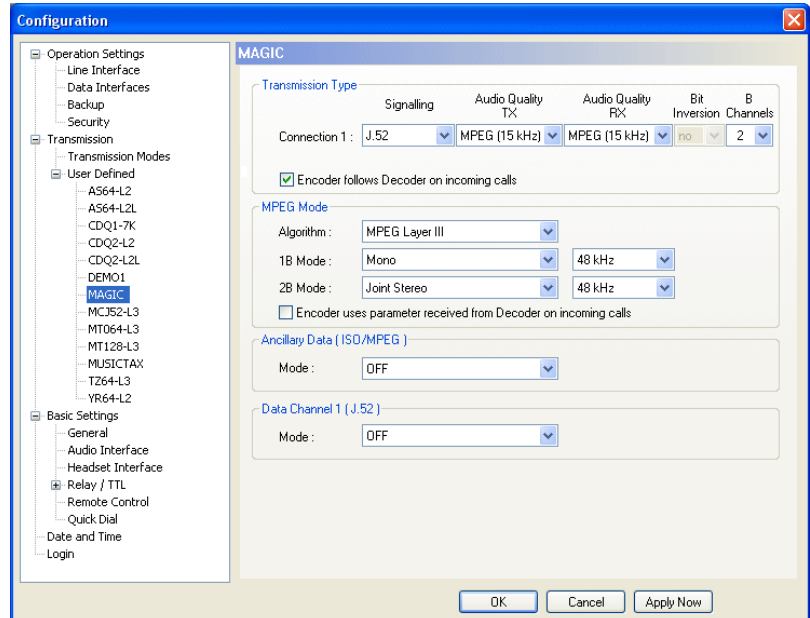 Configuration
Operation Settings
Line Interface
Data Interfaces
Backup
Security
Transmission
Transmission Modes
User Defined
AS64-L2
AS64-L2L
CDQ1-7K
CDQ2-L2
CDQ2-L2L
DEMO1
MAGIC
MCJ52-L3
MT064-L3
MT128-L3
MUSICTAX
TZ64-L3
YR64-L2
Basic Settings
General
Audio Interface
Headset Interface
Relay / TTL
Remote Control
Quick Dial
Date and Time
Login
MAGIC
Transmission Type
Signalling Audio Quality TX Audio Quality RX Bit Inversion B Channels
Connection 1 : J.52 MPEG (15 kHz) MPEG (15 kHz) no 2
Encoder follows Decoder on incoming calls
MPEG Mode
Algorithm : MPEG Layer III
1B Mode : Mono 48 kHz
2B Mode : Joint Stereo 48 kHz
Encoder uses parameter received from Decoder on incoming calls
Ancillary Data ( ISO/MPEG )
Mode : OFF
Data Channel 1 ( J.52 )
Mode : OFF
OK Cancel Apply Now